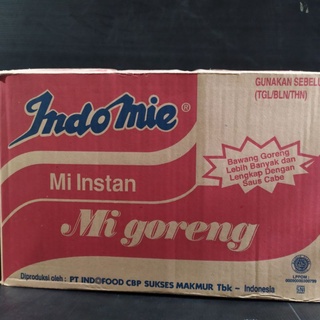 Indomie®
GUNAKAN SEBELU
(TGL/BLN/THN)
Bawang Goreng
Lebih Banyak dan
Lengkap Dengan
Saus Cabe
Mi Instan
Mi goreng
Diproduksi oleh : PT INDOFOOD CBP SUKSES MAKMUR Tbk - Indonesia